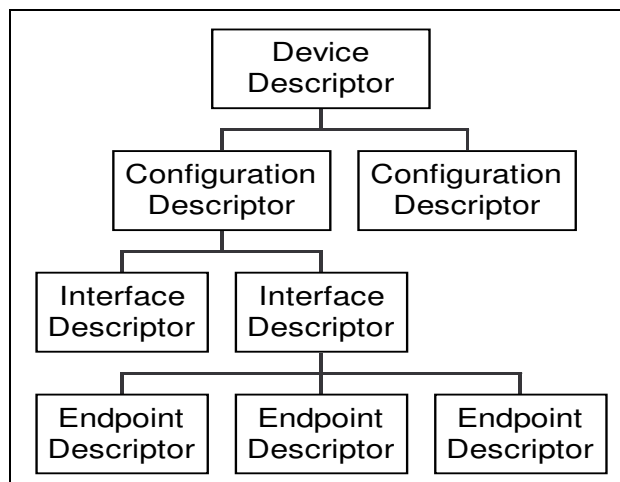 Device
Descriptor
Configuration
Descriptor
Configuration
Descriptor
Interface
Descriptor
Interface
Descriptor
Endpoint
Descriptor
Endpoint
Descriptor
Endpoint
Descriptor